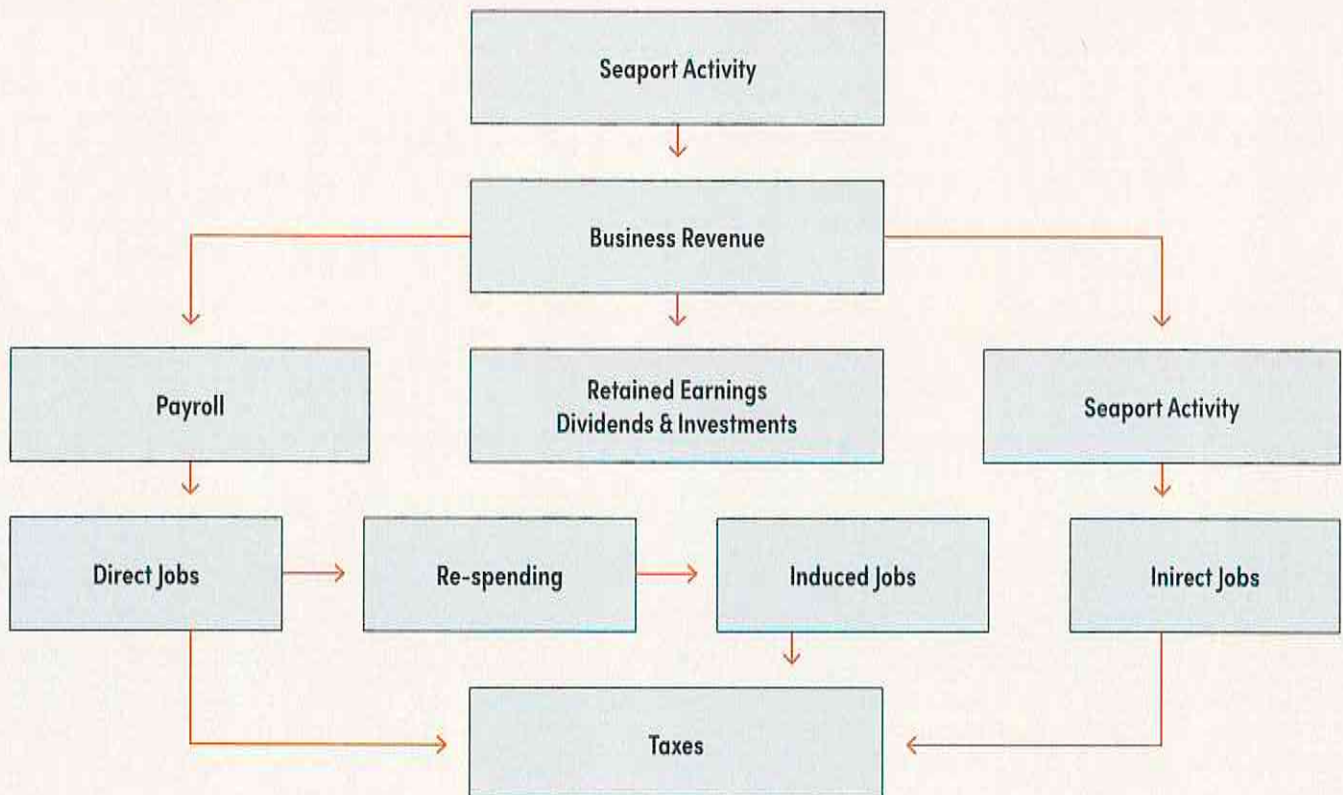 Seaport Activity
Business Revenue
Payroll
Retained Earnings
Dividends & Investments
Seaport Activity
Direct Jobs
Re-spending
Induced Jobs
Inirect Jobs
Taxes